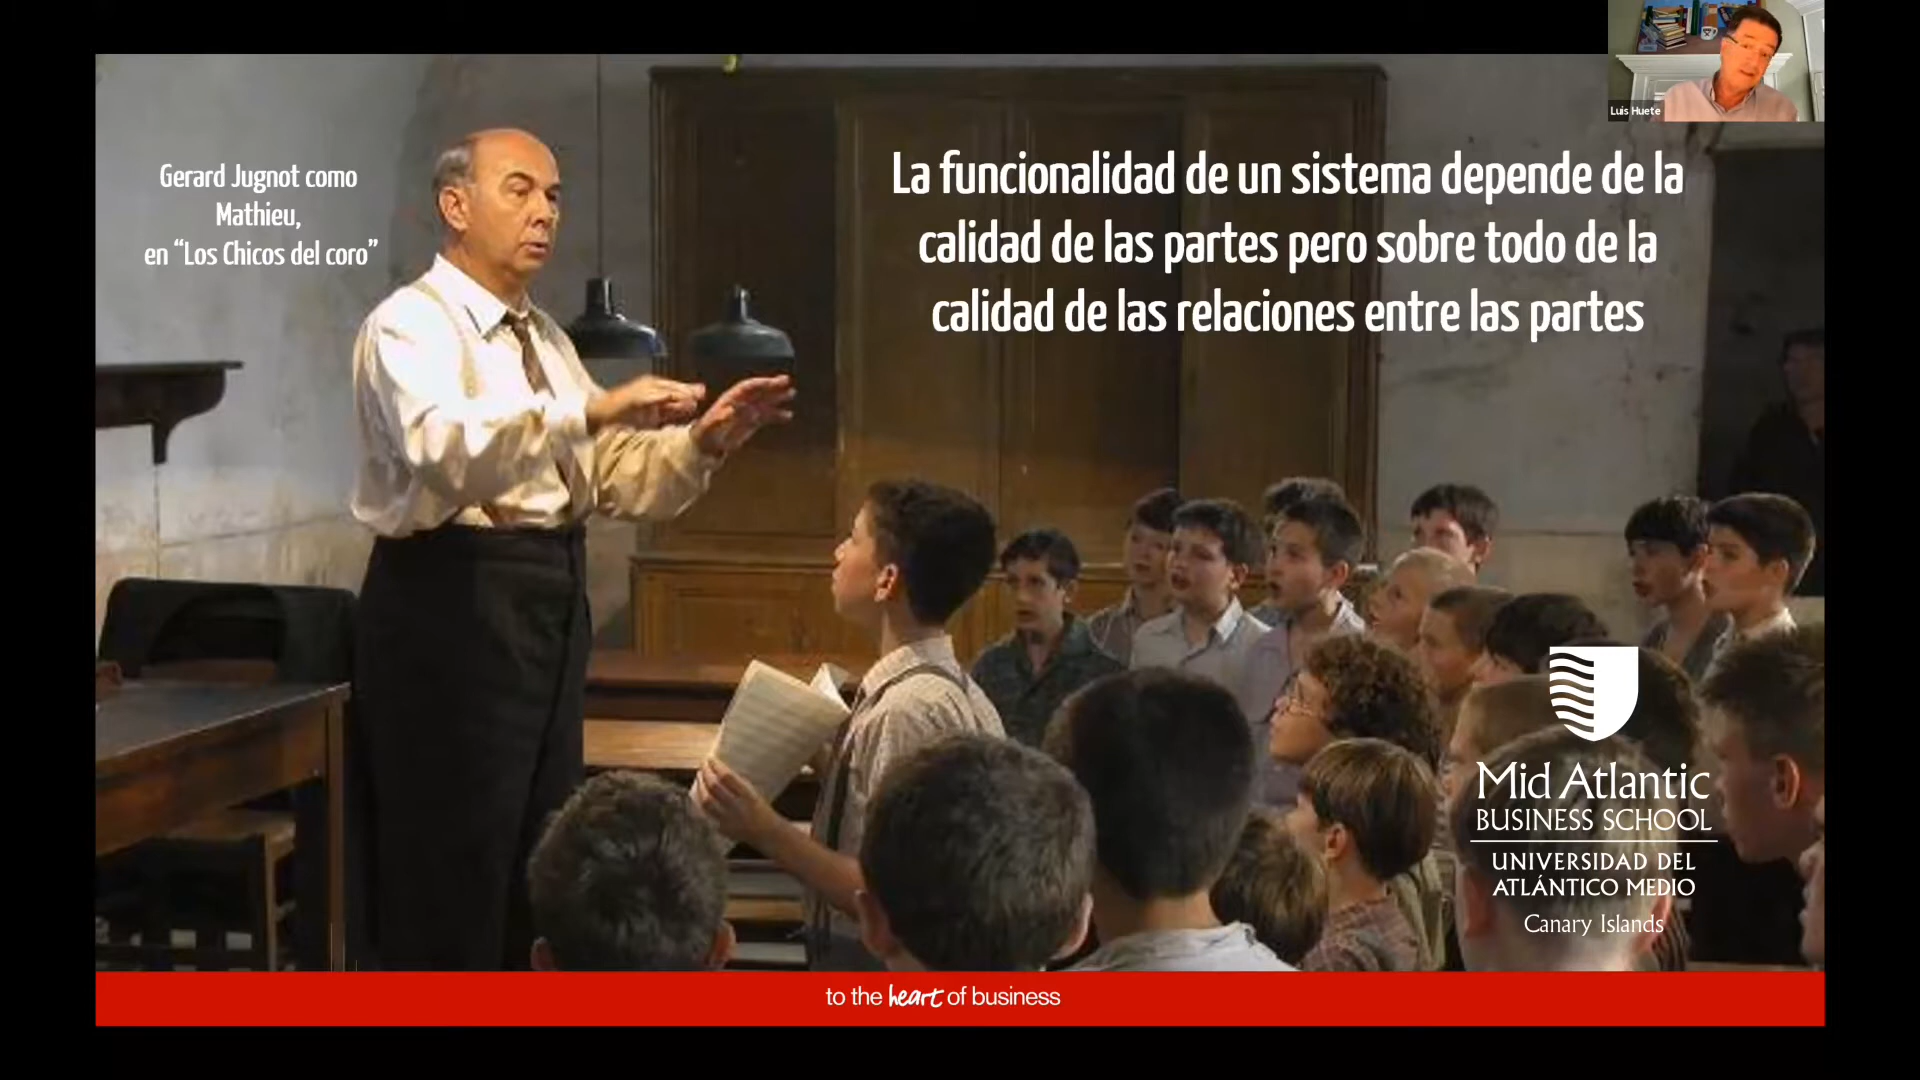 Luis Huete
Gerard Jugnot como
Mathieu,
en “Los Chicos del coro”
La funcionalidad de un sistema depende de la
calidad de las partes pero sobre todo de la
calidad de las relaciones entre las partes
Mid Atlantic
BUSINESS SCHOOL
UNIVERSIDAD DEL
ATLÁNTICO MEDIO
Canary Islands
to the heart of business